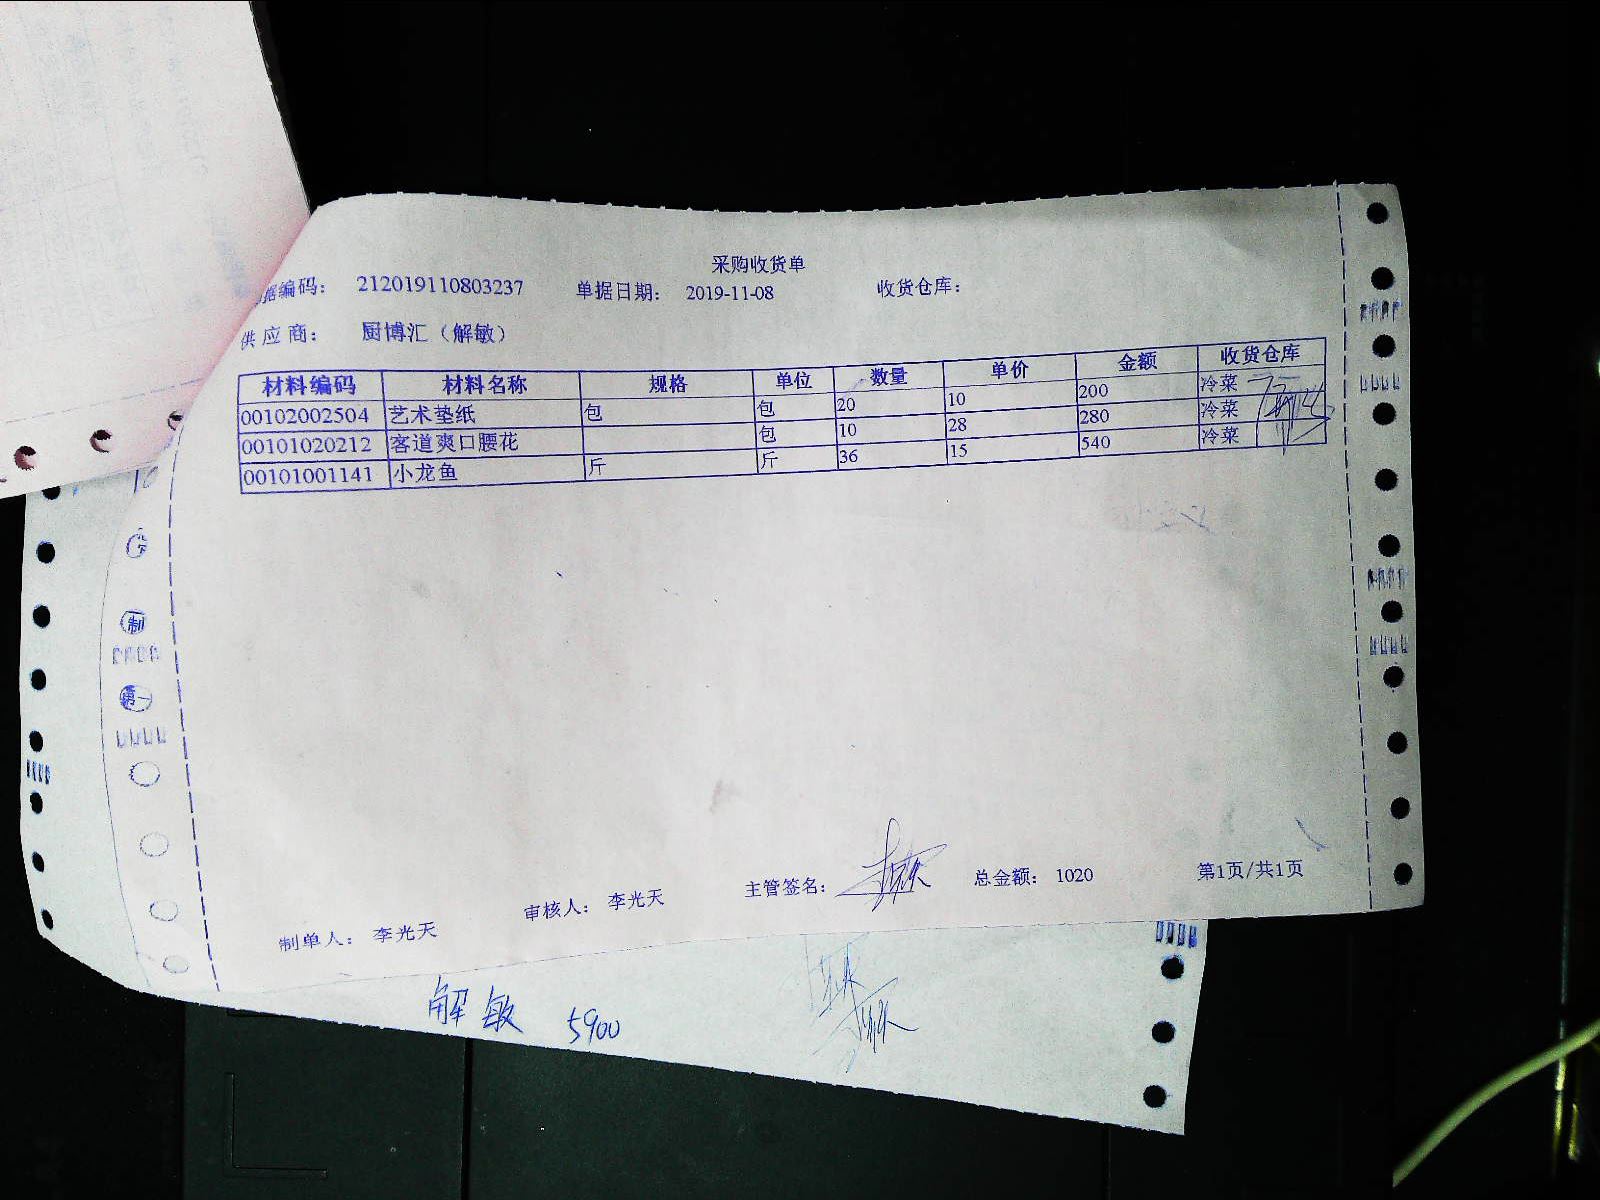 采购收货单
据编码： 212019110803237 单据日期： 2019-11-08 收货仓库：
供应商： 厨博汇（解敏）
材料编码 材料名称 规格 单位 数量 单价 金额 收货仓库
00102002504 艺术垫纸 包 包 20 10 200 冷菜
00101020212 客道爽口腰花 包 10 28 280 冷菜
00101001141 小龙鱼 斤 斤 36 15 540 冷菜
制
第一
制单人： 李光天 审核人： 李光天 主管签名： 总金额： 1020 第1页/共1页
解敏 5900